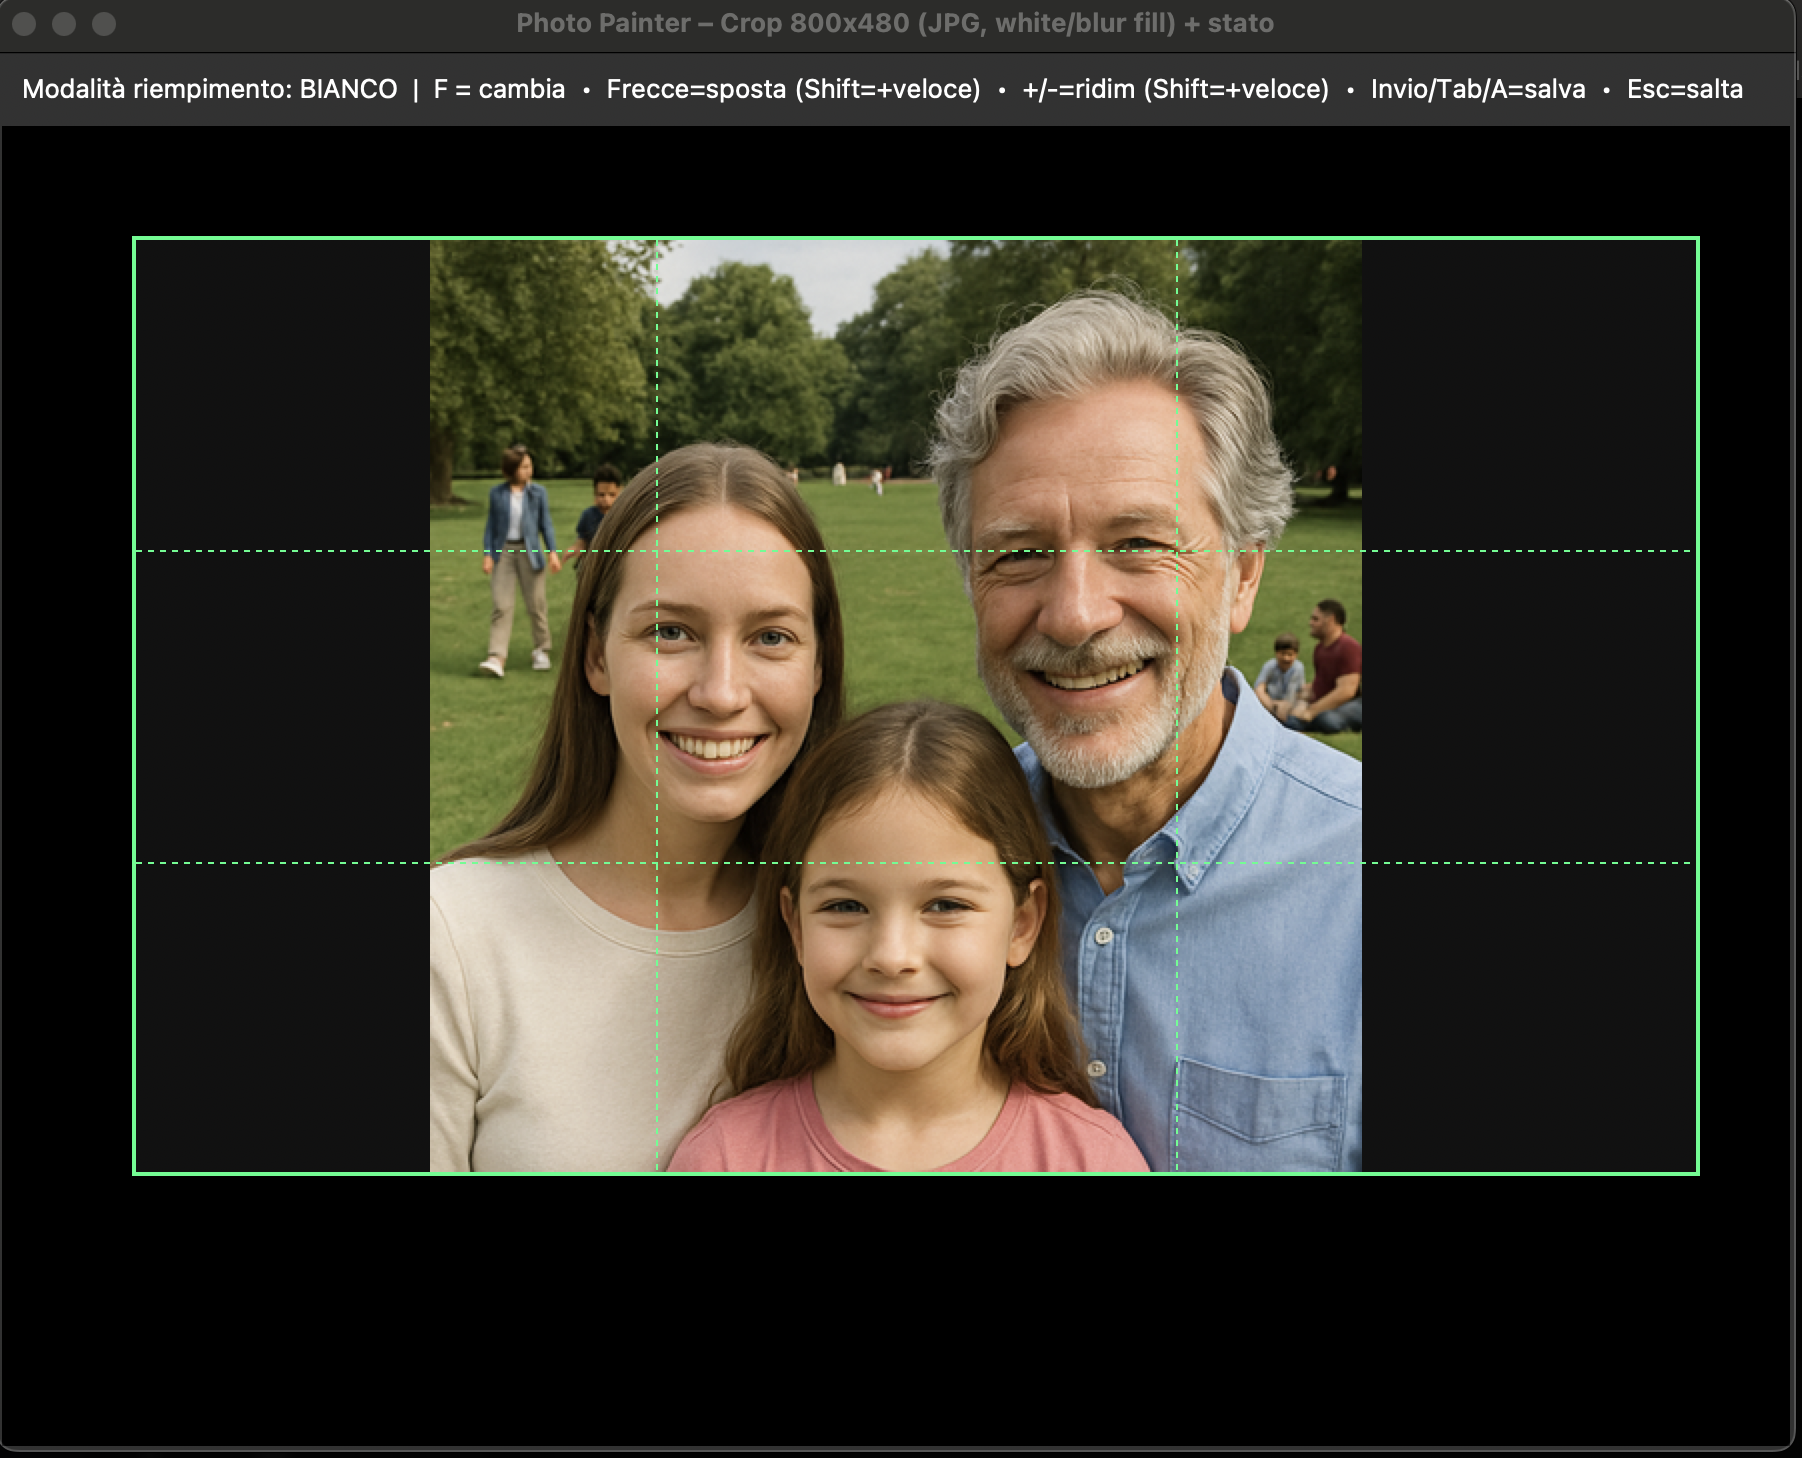 Photo Painter – Crop 800x480 (JPG, white/blur fill) + stato
Modalità riempimento: BIANCO | F = cambia • Frecce=sposta (Shift=+veloce) • +/-=ridim (Shift=+veloce) • Invio/Tab/A=salva • Esc=salta